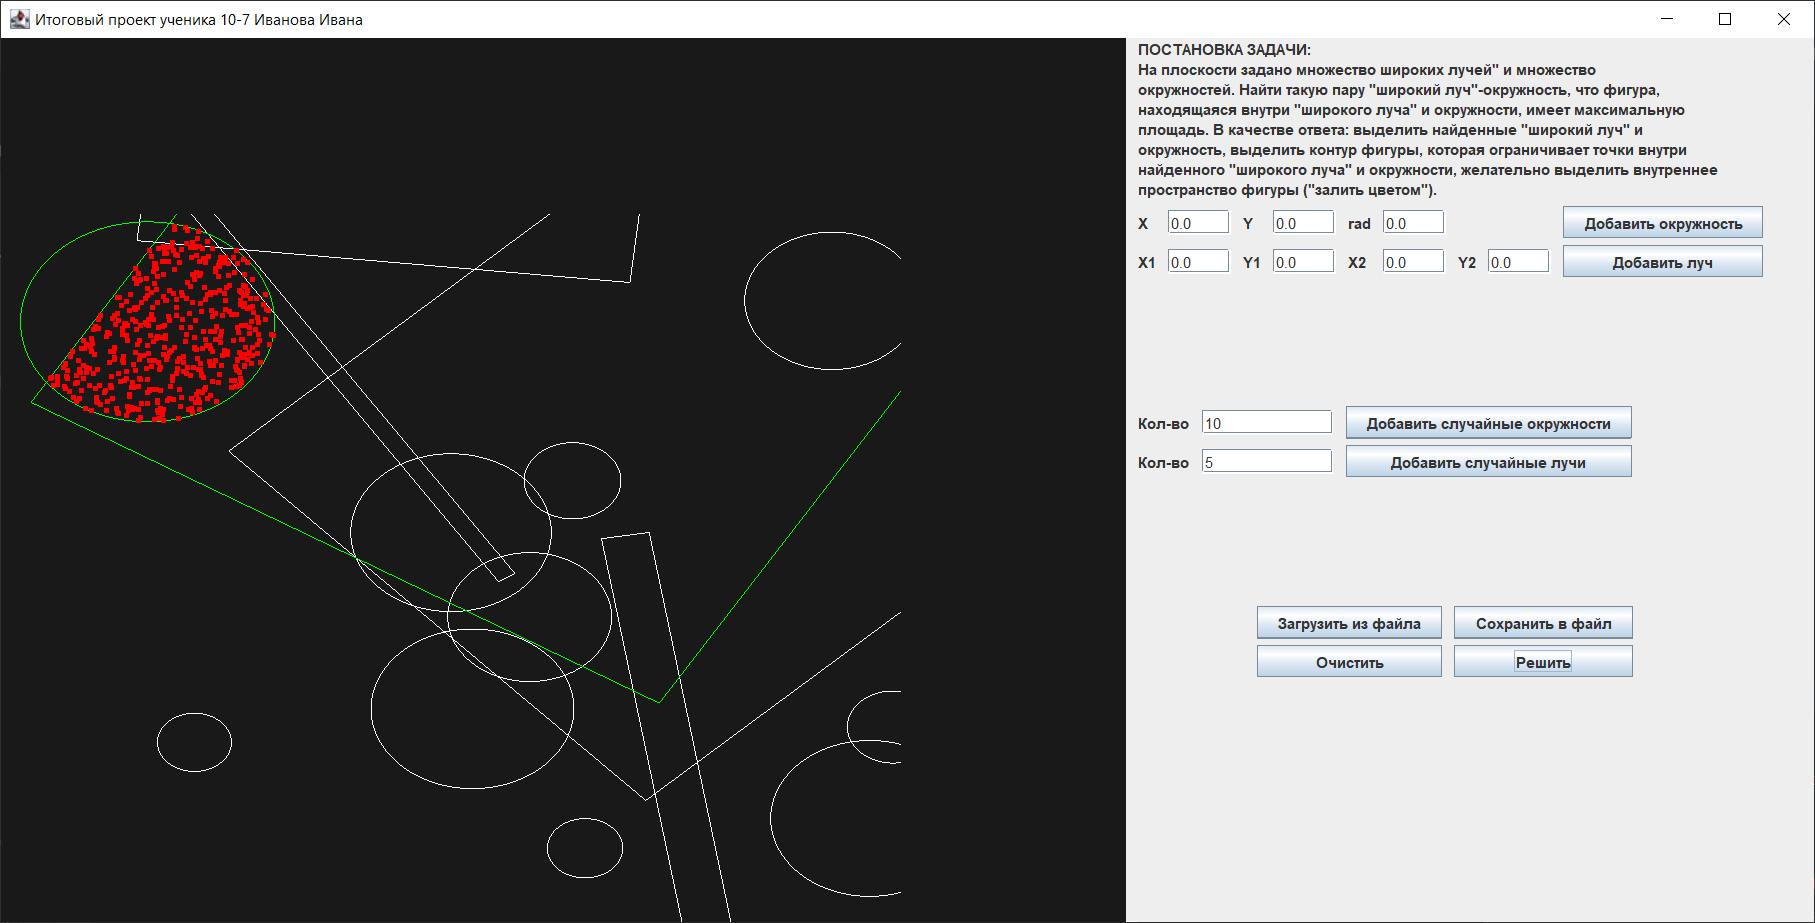 Итоговый проект ученика 10-7 Иванова Ивана
ПОСТАНОВКА ЗАДАЧИ:
На плоскости задано множество широких лучей" и множество
окружностей. Найти такую пару "широкий луч"-окружность, что фигура,
находящаяся внутри "широкого луча" и окружности, имеет максимальную
площадь. В качестве ответа: выделить найденные "широкий луч" и
окружность, выделить контур фигуры, которая ограничивает точки внутри
найденного "широкого луча" и окружности, желательно выделить внутреннее
пространство фигуры ("залить цветом").
X 0.0 Y 0.0 rad 0.0 Добавить окружность
X1 0.0 Y1 0.0 X2 0.0 Y2 0.0 Добавить луч
Кол-во 10 Добавить случайные окружности
Кол-во 5 Добавить случайные лучи
Загрузить из файла Сохранить в файл
Очистить Решить